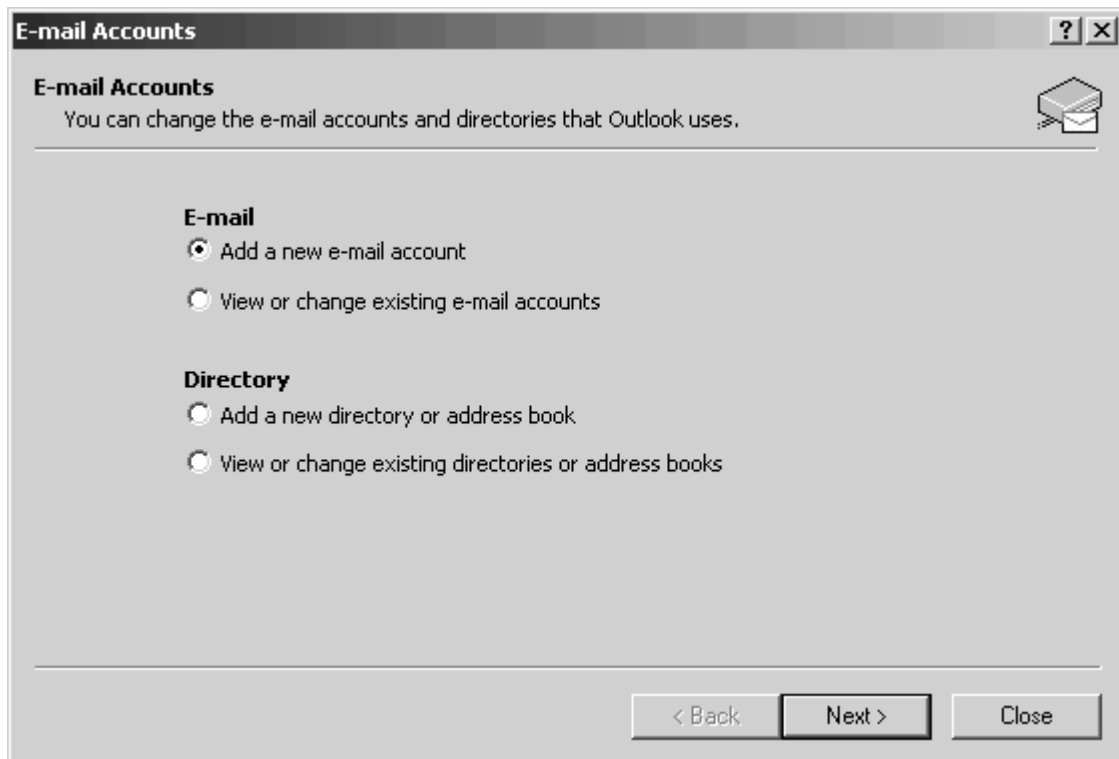 E-mail Accounts
E-mail Accounts
You can change the e-mail accounts and directories that Outlook uses.
E-mail
Add a new e-mail account
View or change existing e-mail accounts
Directory
Add a new directory or address book
View or change existing directories or address books
< Back Next > Close